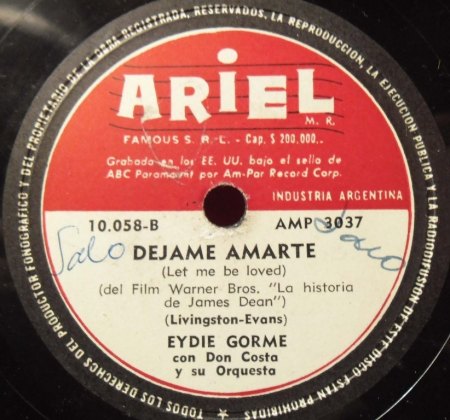 ★ TODOS LOS DERECHOS DEL PRODUCTOR FONOGRAFICO Y DEL PROPIETARIO DE LA OBRA REGISTRADA, RESERVADOS. LA REPRODUCCION, LA EJECUCION PUBLICA Y LA RADIODIFUSION DE ESTE DISCO ESTAN PROHIBIDAS
ARIEL
M. R.
FAMOUS S. R. L. - Cap. $ 200.000.-
Grabado en los EE. UU. bajo el sello de
ABC Paramount por Am-Par Record Corp.
INDUSTRIA ARGENTINA
10.058-B AMP 3037
Salo DEJAME AMARTE
(Let me be loved)
(del Film Warner Bros. "La historia
de James Dean")
(Livingston-Evans)
EYDIE GORME
con Don Costa
y su Orquesta